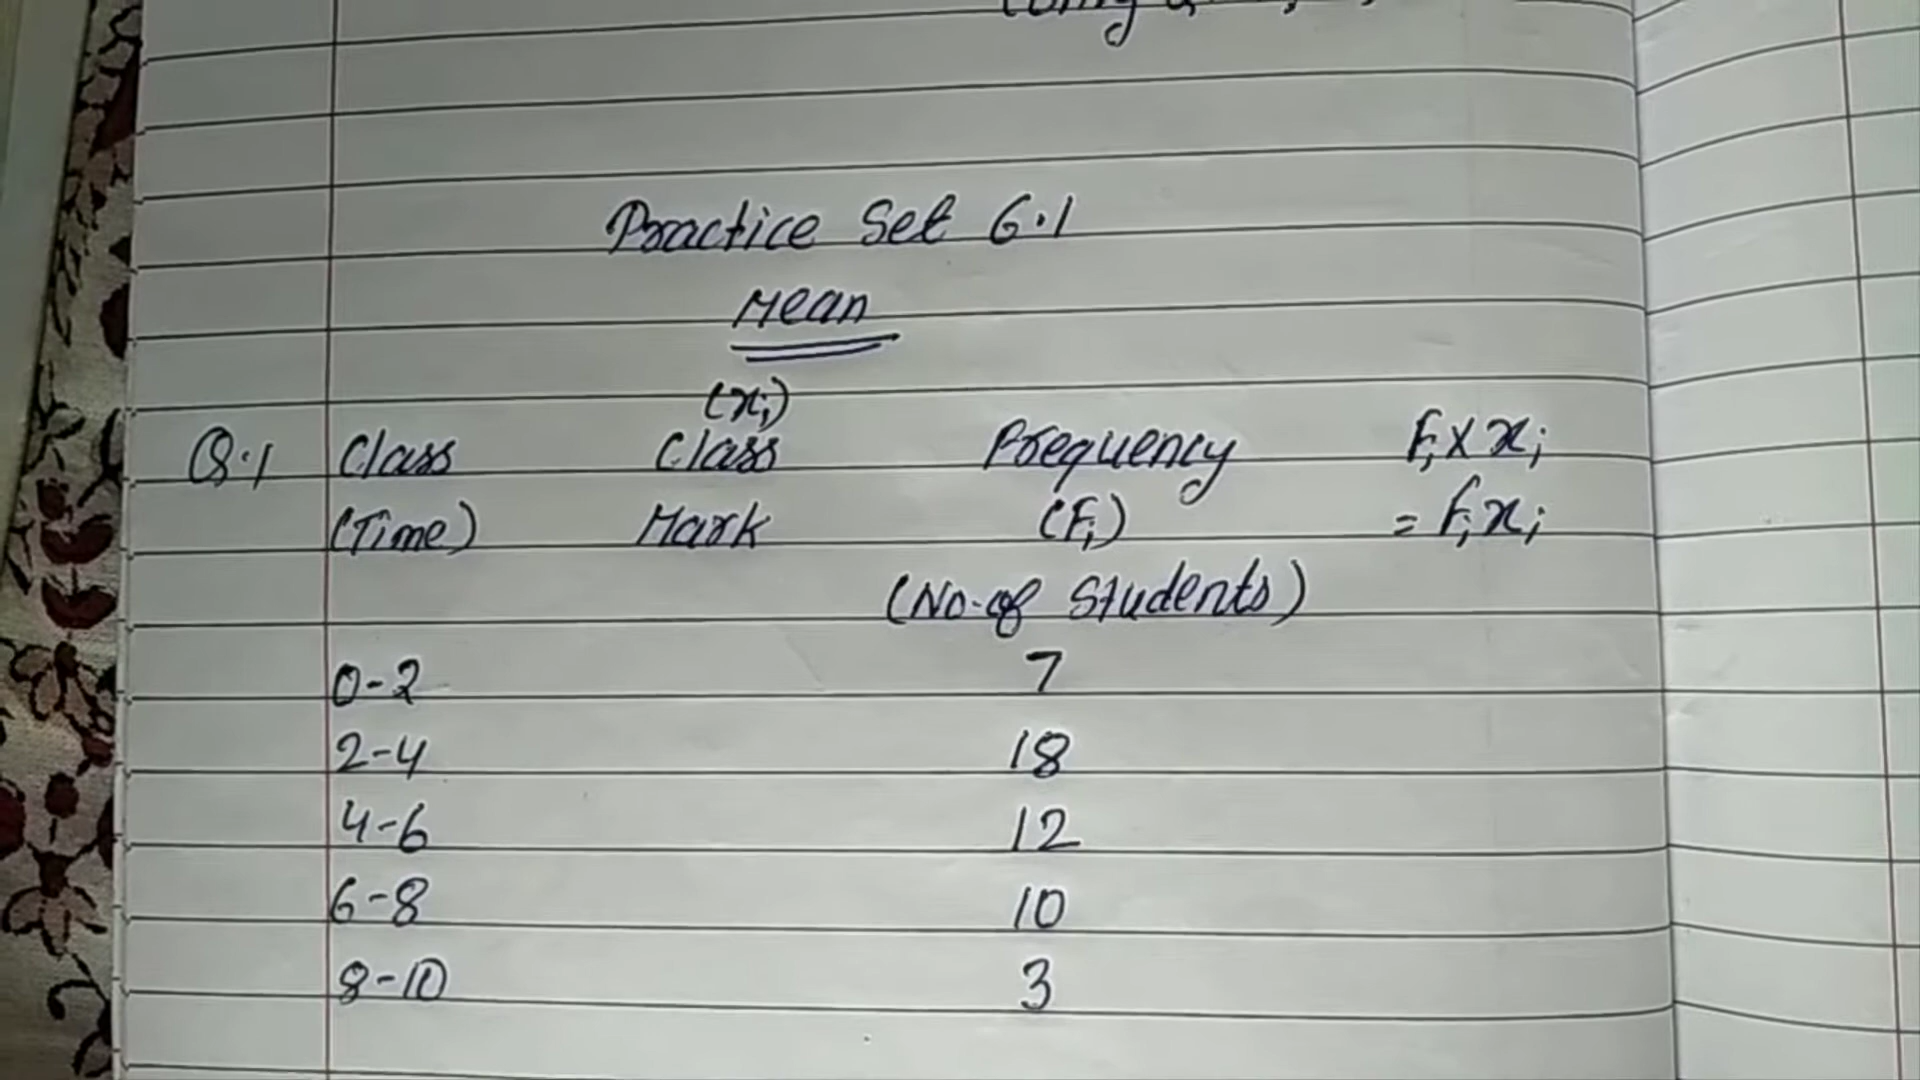 Practice Set 6.1
Mean
(xi)
Q.1 Class Class Frequency Fi×xi
(Time) Mark (Fi) = Fixi
(No. of Students)
0-2 7
2-4 18
4-6 12
6-8 10
8-10 3